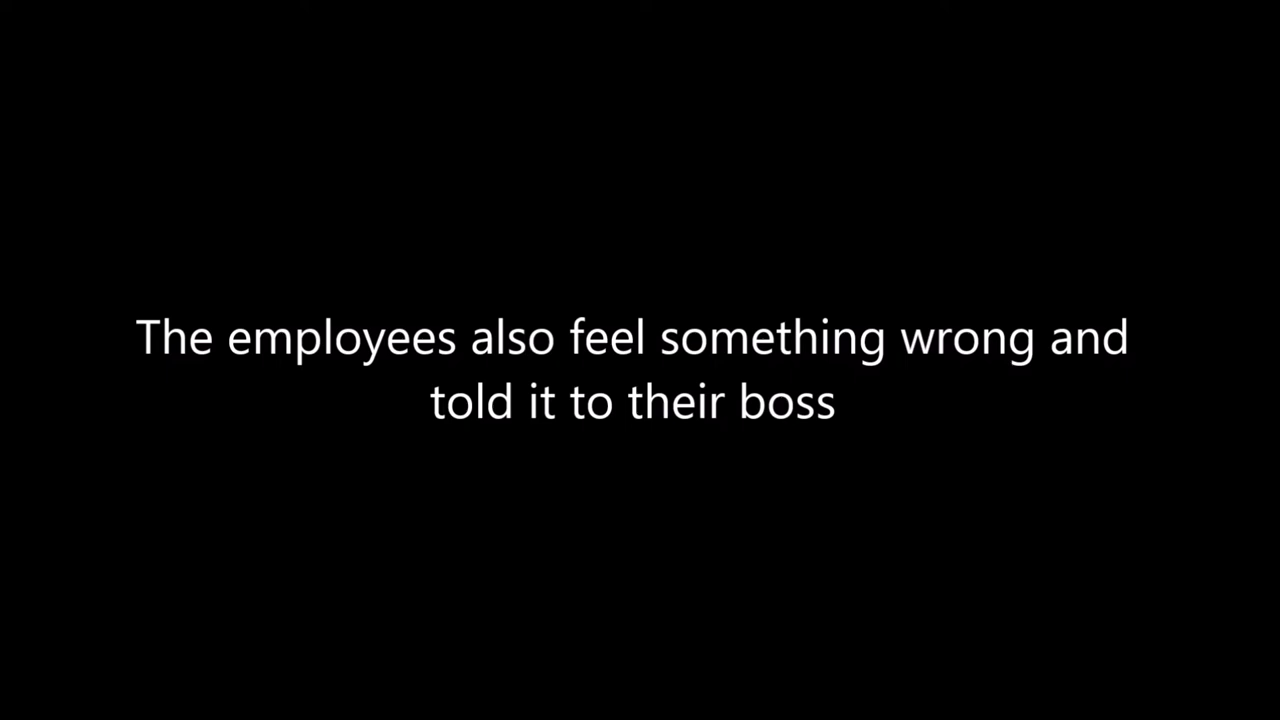 The employees also feel something wrong and
told it to their boss